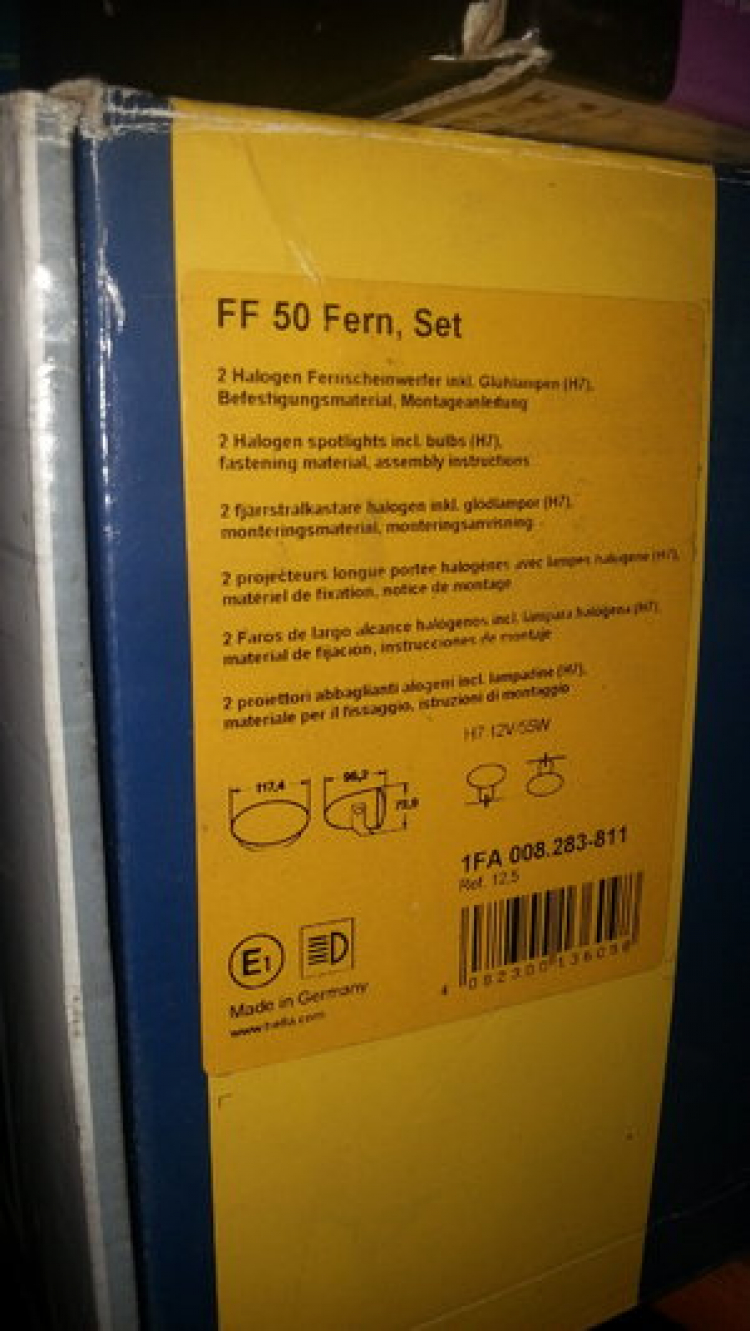 FF 50 Fern, Set
2 Halogen Fernscheinwerfer inkl. Glühlampen (H7),
Befestigungsmaterial, Montageanleitung
2 Halogen spotlights incl. bulbs (H7),
fastening material, assembly instructions
2 fjärrstrålkastare halogen inkl. glödlampor (H7),
monteringsmaterial, monteringsanvisning
2 projecteurs longue portée halogènes avec lampes halogène (H7),
matériel de fixation, notice de montage
2 Faros de largo alcance halógenos incl. lámpara halógena (H7),
material de fijación, instrucciones de montaje
2 proiettori abbaglianti alogeni incl. lampadine (H7),
materiale per il fissaggio, istruzioni di montaggio
H7 12V/55W
117,4
96,2
1FA 008.283-811
Ref. 12,5
4 082300 136098
E1
Made in Germany
www.hella.com